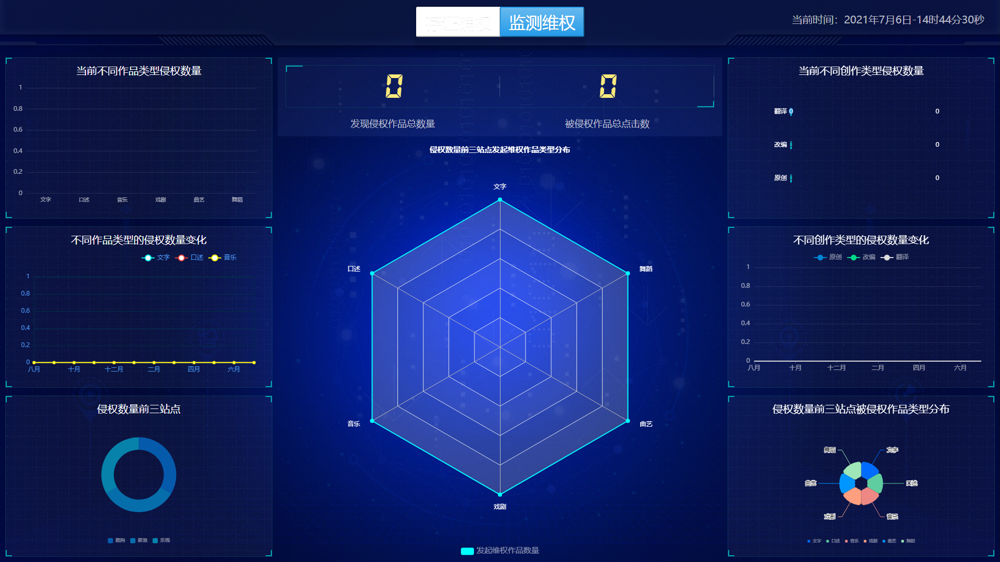 存证维权
监测维权
当前时间：2021年7月6日-14时44分30秒
当前不同作品类型侵权数量
1
0.8
0.6
0.4
0.2
0
文字 口述 音乐 戏剧 曲艺 舞蹈
不同作品类型的侵权数量变化
文字 口述 音乐
1
0.8
0.6
0.4
0.2
0
八月 十月 十二月 二月 四月 六月
侵权数量前三站点
酷狗 新浪 乐视
0
0
发现侵权作品总数量
被侵权作品总点击数
侵权数量前三站点发起维权作品类型分布
文字
口述
舞蹈
音乐
曲艺
戏剧
发起维权作品数量
当前不同创作类型侵权数量
翻译 0 0
改编 0
原创 0
不同创作类型的侵权数量变化
原创 改编 翻译
1
0.8
0.6
0.4
0.2
0
八月 十月 十二月 二月 四月 六月
侵权数量前三站点被侵权作品类型分布
舞蹈 文字
曲艺 口述
戏剧 音乐
文字 口述 音乐 戏剧 曲艺 舞蹈